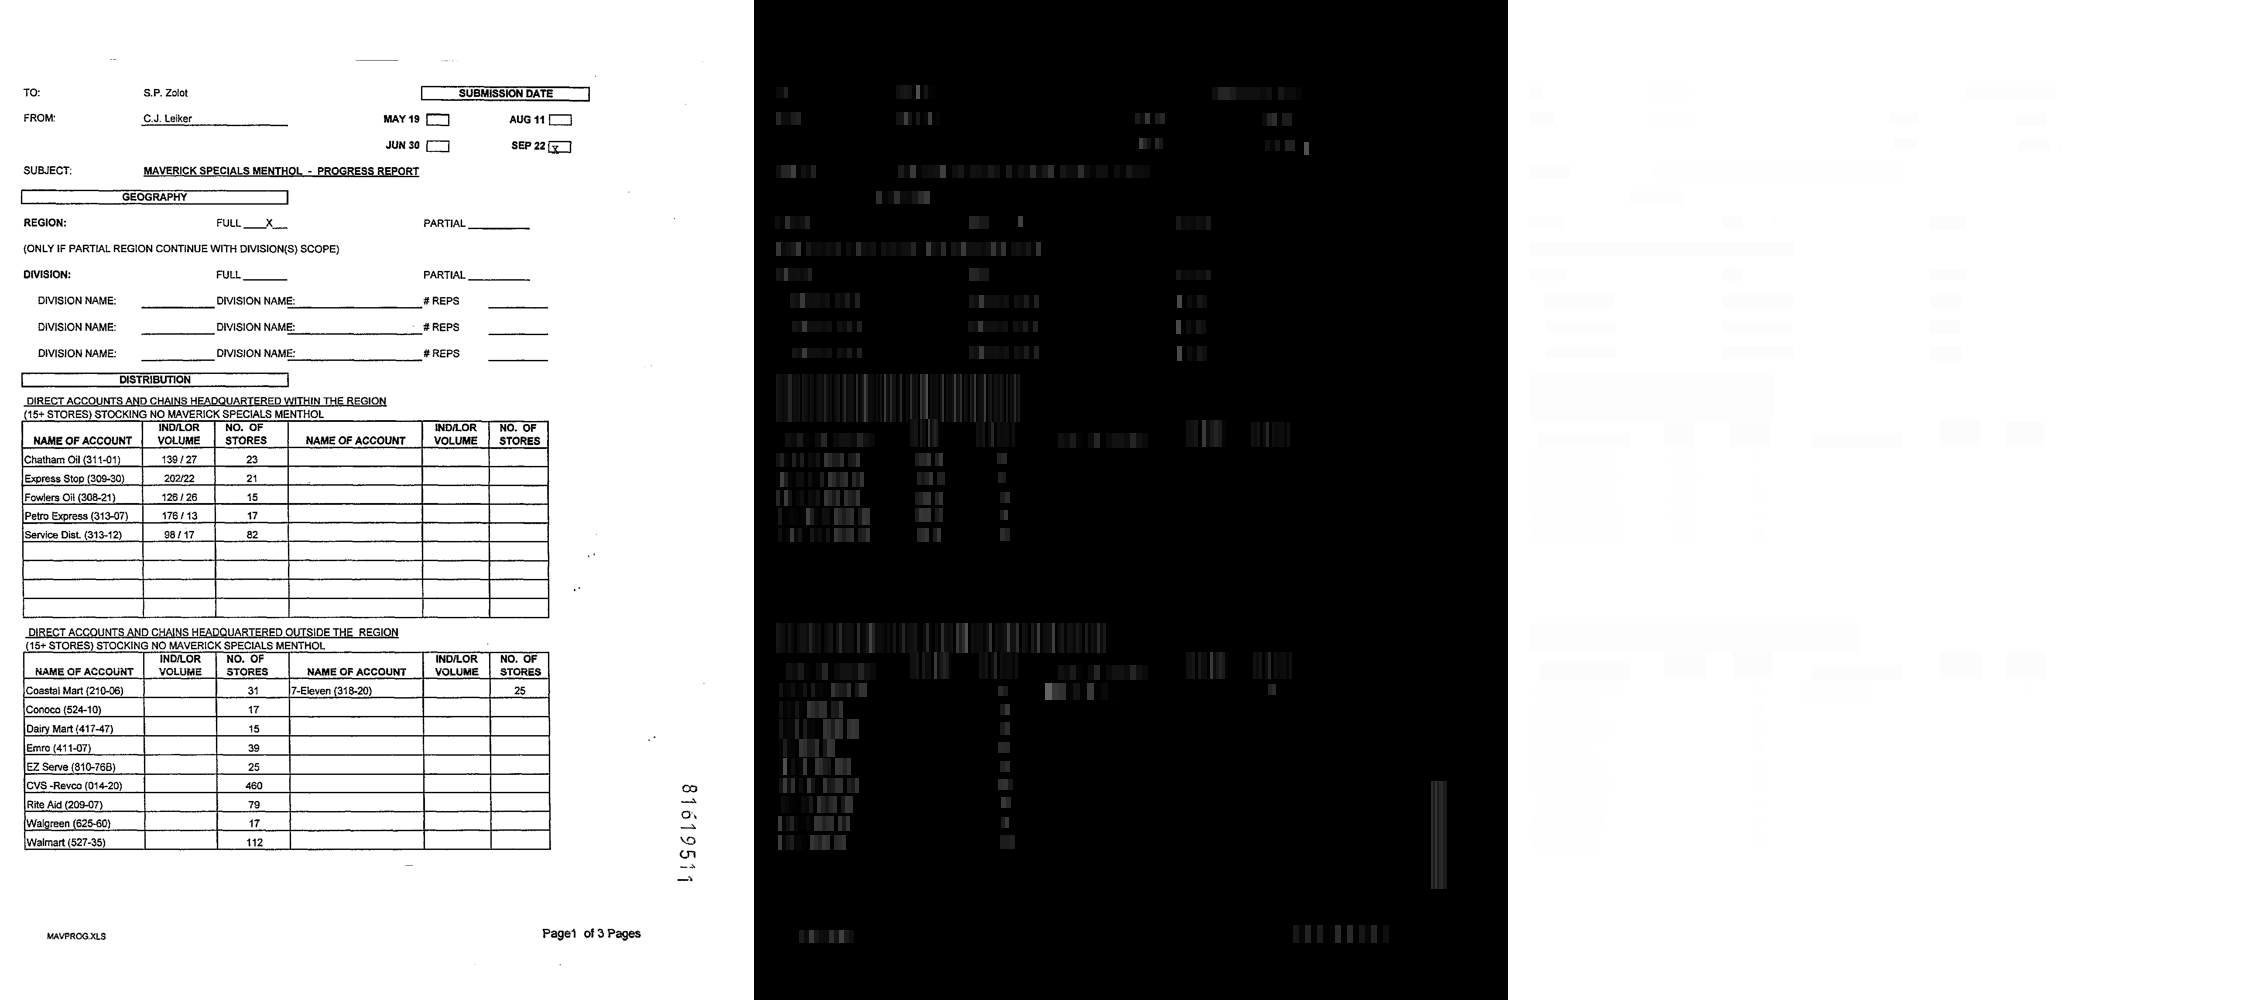 TO: S.P. Zolot SUBMISSION DATE
FROM: C.J. Leiker MAY 19 AUG 11
JUN 30 SEP 22 X
SUBJECT: MAVERICK SPECIALS MENTHOL - PROGRESS REPORT
GEOGRAPHY
REGION: FULL X PARTIAL
(ONLY IF PARTIAL REGION CONTINUE WITH DIVISION(S) SCOPE)
DIVISION: FULL PARTIAL
DIVISION NAME: DIVISION NAME: # REPS
DIVISION NAME: DIVISION NAME: # REPS
DIVISION NAME: DIVISION NAME: # REPS
DISTRIBUTION
DIRECT ACCOUNTS AND CHAINS HEADQUARTERED WITHIN THE REGION
(15+ STORES) STOCKING NO MAVERICK SPECIALS MENTHOL
IND/LOR NO. OF IND/LOR NO. OF
NAME OF ACCOUNT VOLUME STORES NAME OF ACCOUNT VOLUME STORES
Chatham Oil (311-01) 139 / 27 23
Express Stop (309-30) 202/22 21
Fowlers Oil (308-21) 126 / 26 15
Petro Express (313-07) 176 / 13 17
Service Dist. (313-12) 98 / 17 82
DIRECT ACCOUNTS AND CHAINS HEADQUARTERED OUTSIDE THE REGION
(15+ STORES) STOCKING NO MAVERICK SPECIALS MENTHOL
IND/LOR NO. OF IND/LOR NO. OF
NAME OF ACCOUNT VOLUME STORES NAME OF ACCOUNT VOLUME STORES
Coastal Mart (210-06) 31 7-Eleven (318-20) 25
Conoco (524-10) 17
Dairy Mart (417-47) 15
Emro (411-07) 39
EZ Serve (810-76B) 25
CVS -Revco (014-20) 460
Rite Aid (209-07) 79
Walgreen (625-60) 17
Walmart (527-35) 112
81619511
MAVPROG.XLS Page1 of 3 Pages